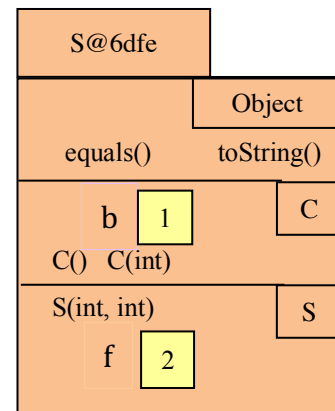 S@6dfe
Object
equals() toString()
b 1 C
C() C(int)
S(int, int) S
f 2